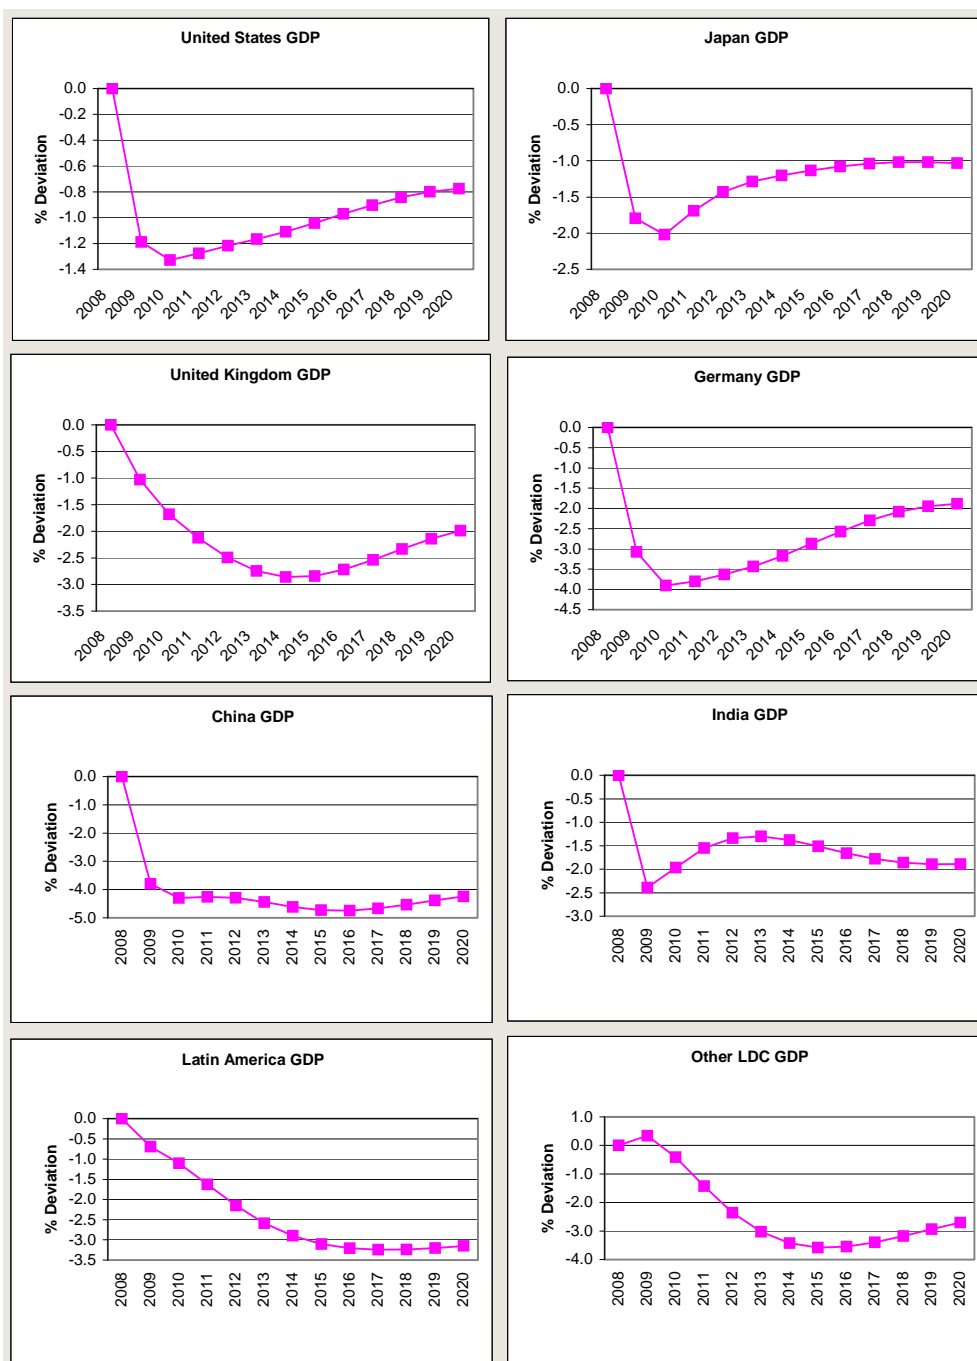 United States GDP
% Deviation
0.0
-0.2
-0.4
-0.6
-0.8
-1.0
-1.2
-1.4
2008 2009 2010 2011 2012 2013 2014 2015 2016 2017 2018 2019 2020
Japan GDP
% Deviation
0.0
-0.5
-1.0
-1.5
-2.0
-2.5
2008 2009 2010 2011 2012 2013 2014 2015 2016 2017 2018 2019 2020
United Kingdom GDP
% Deviation
0.0
-0.5
-1.0
-1.5
-2.0
-2.5
-3.0
-3.5
2008 2009 2010 2011 2012 2013 2014 2015 2016 2017 2018 2019 2020
Germany GDP
% Deviation
0.0
-0.5
-1.0
-1.5
-2.0
-2.5
-3.0
-3.5
-4.0
-4.5
2008 2009 2010 2011 2012 2013 2014 2015 2016 2017 2018 2019 2020
China GDP
% Deviation
0.0
-1.0
-2.0
-3.0
-4.0
-5.0
2008 2009 2010 2011 2012 2013 2014 2015 2016 2017 2018 2019 2020
India GDP
% Deviation
0.0
-0.5
-1.0
-1.5
-2.0
-2.5
-3.0
2008 2009 2010 2011 2012 2013 2014 2015 2016 2017 2018 2019 2020
Latin America GDP
% Deviation
0.0
-0.5
-1.0
-1.5
-2.0
-2.5
-3.0
-3.5
2008 2009 2010 2011 2012 2013 2014 2015 2016 2017 2018 2019 2020
Other LDC GDP
% Deviation
1.0
0.0
-1.0
-2.0
-3.0
-4.0
2008 2009 2010 2011 2012 2013 2014 2015 2016 2017 2018 2019 2020